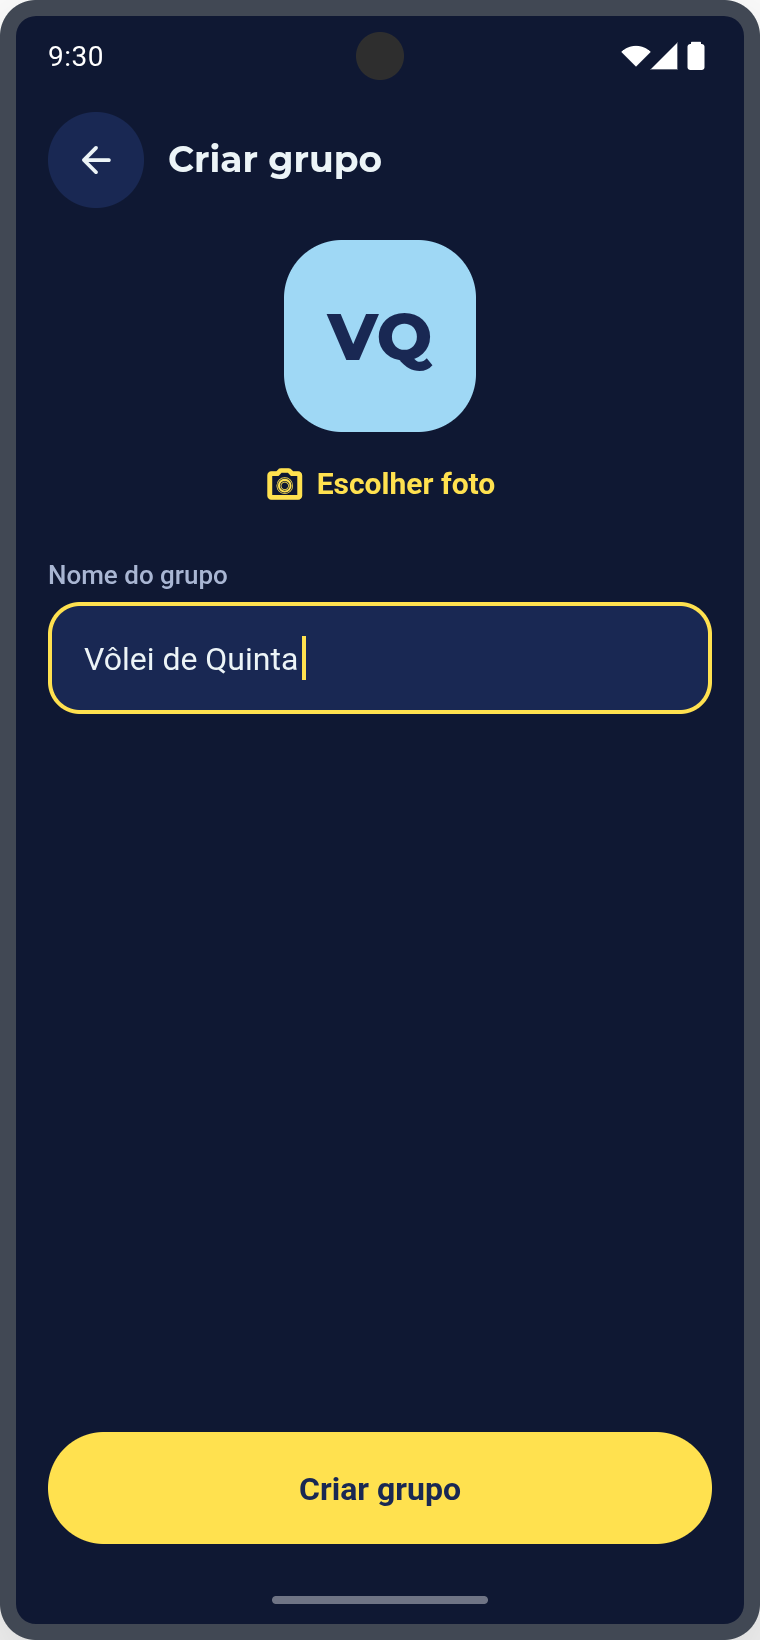 9:30
Criar grupo
VQ
Escolher foto
Nome do grupo
Vôlei de Quinta
Criar grupo